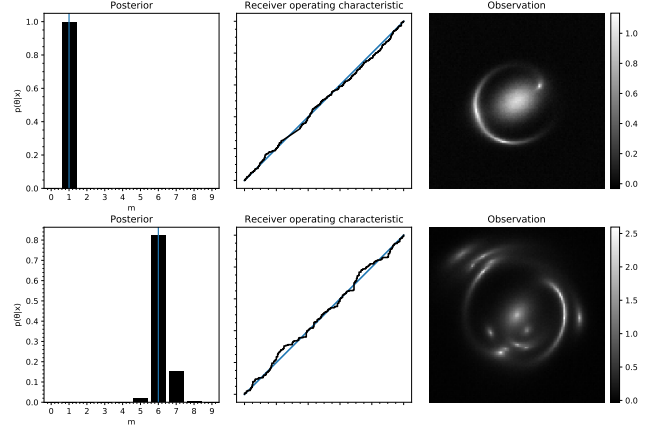 Posterior
Receiver operating characteristic
Observation
1.0
0.8
0.6
0.4
0.2
0.0
p(θ|x)
0 1 2 3 4 5 6 7 8 9
m
1.0
0.8
0.6
0.4
0.2
0.0
Posterior
Receiver operating characteristic
Observation
0.8
0.7
0.6
0.5
0.4
0.3
0.2
0.1
0.0
p(θ|x)
0 1 2 3 4 5 6 7 8 9
m
2.5
2.0
1.5
1.0
0.5
0.0